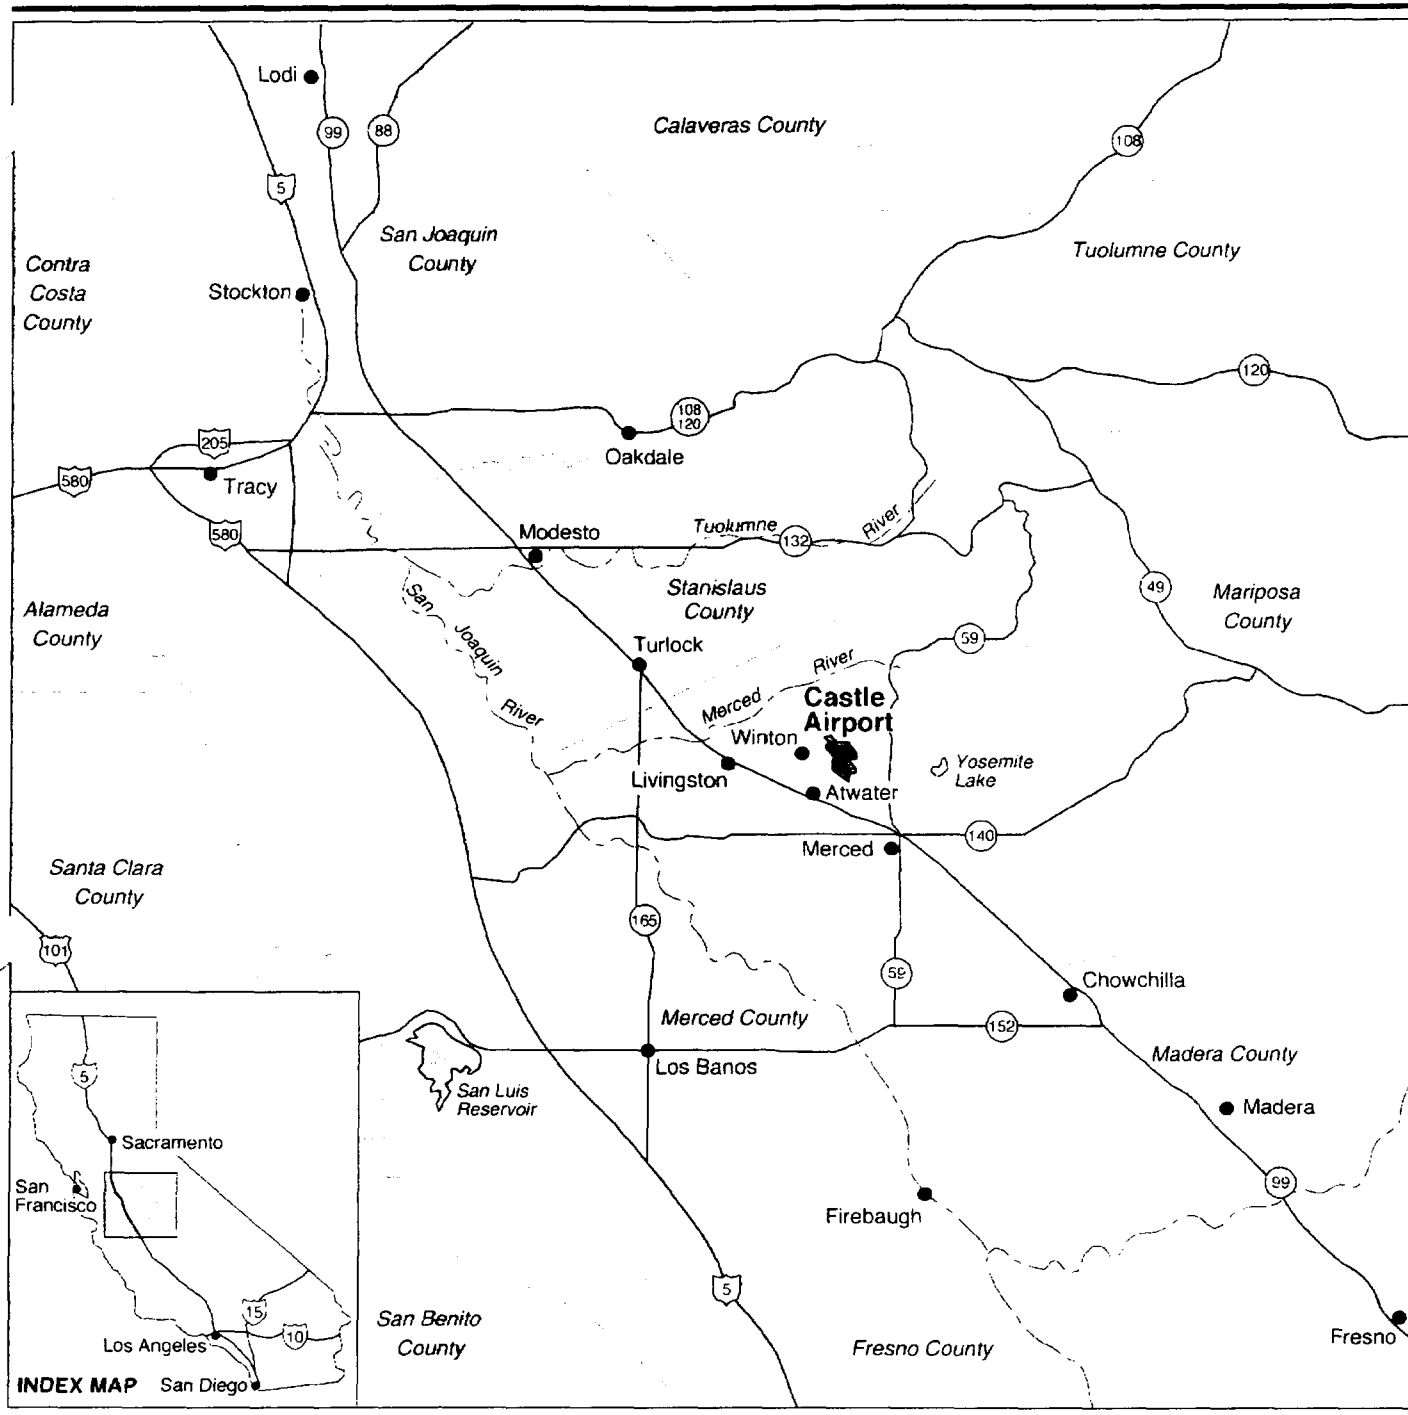 Lodi
99
88
Calaveras County
108
5
San Joaquin
County
Tuolumne County
Contra
Costa
County
Stockton
120
108
120
205
Oakdale
580
Tracy
580
Modesto
Tuolumne
River
132
Stanislaus
County
49
Mariposa
County
Alameda
County
San
Joaquin
River
Turlock
59
Merced
River
Castle
Airport
Winton
Livingston
Yosemite
Lake
Atwater
140
Merced
Santa Clara
County
165
101
59
Chowchilla
Merced County
152
Los Banos
Madera County
San Luis
Reservoir
Madera
99
Firebaugh
5
San Benito
County
Fresno County
Fresno
5
Sacramento
San
Francisco
15
10
Los Angeles
INDEX MAP
San Diego